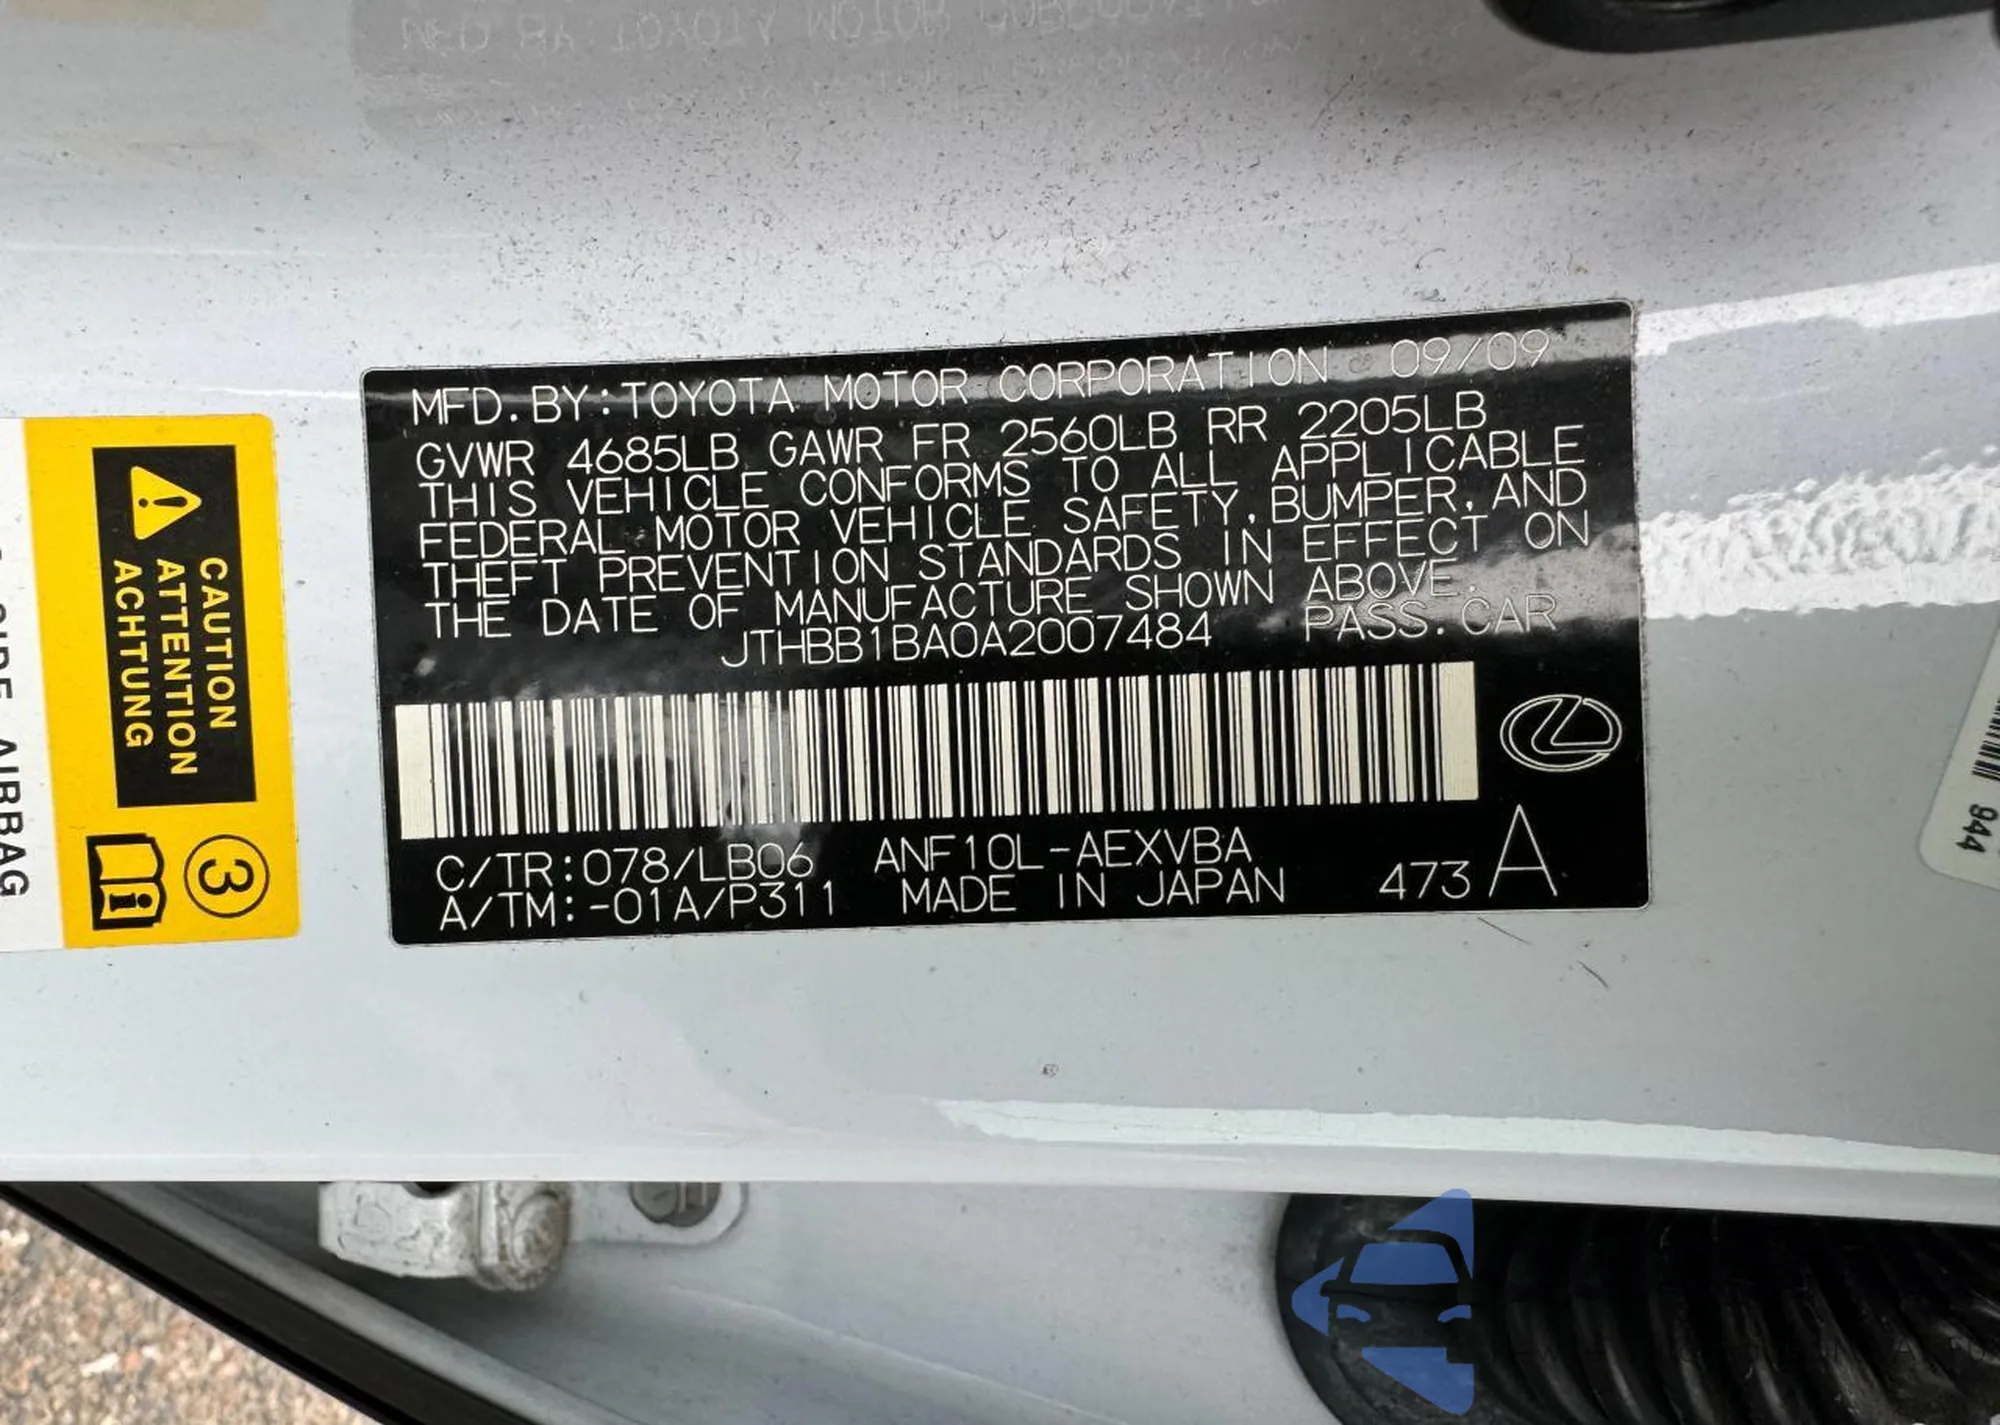 MFD. BY:TOYOTA MOTOR CORPORATION 09/09
GVWR 4685LB GAWR FR 2560LB RR 2205LB
THIS VEHICLE CONFORMS TO ALL APPLICABLE
FEDERAL MOTOR VEHICLE SAFETY, BUMPER, AND
THEFT PREVENTION STANDARDS IN EFFECT ON
THE DATE OF MANUFACTURE SHOWN ABOVE.
JTHBB1BA0A2007484 PASS. CAR
C/TR:078/LB06 ANF10L-AEXVBA
A/TM:-01A/P311 MADE IN JAPAN 473 A
CAUTION
ATTENTION
ACHTUNG
3
AIRBAG
944